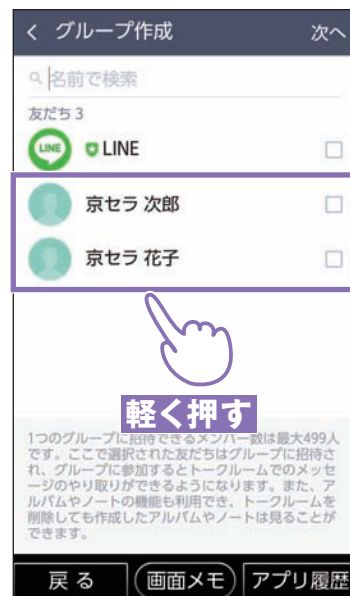 グループ作成 次へ
名前で検索
友だち 3
LINE LINE
京セラ 次郎
京セラ 花子
軽く押す
1つのグループに招待できるメンバー数は最大499人
です。ここで選択された友だちはグループに招待さ
れ、グループに参加するとトークルームでのメッセ
ージのやり取りができるようになります。また、ア
ルバムやノートの機能も利用でき、トークルームを
削除しても作成したアルバムやノートは見ることが
できます。
戻る 画面メモ アプリ履歴